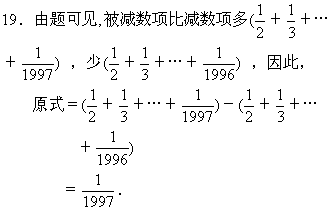 19．由题可见,被减数项比减数项多(1/2+1/3+…
+1/1997)，少(1/2+1/3+…+1/1996)，因此，
原式＝(1/2+1/3+…+1/1997)－(1/2+1/3+…
+1/1996)
＝1/1997．